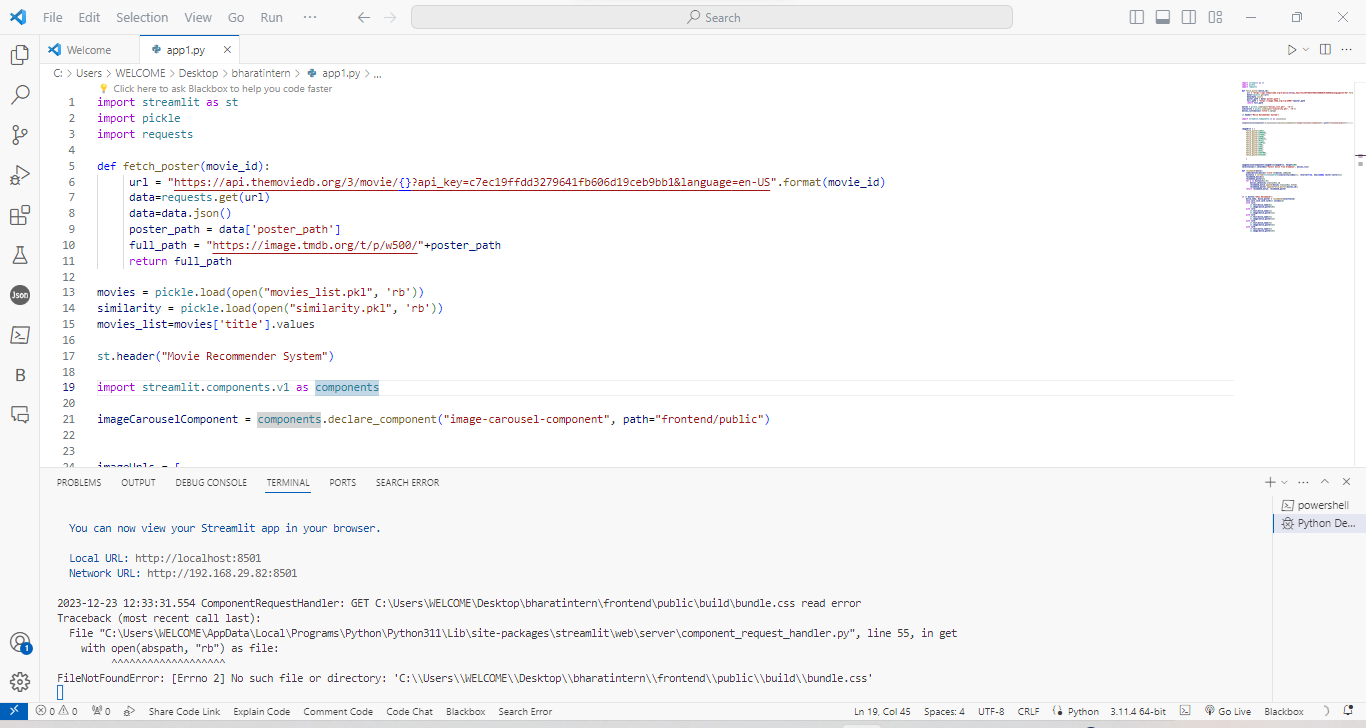 File Edit Selection View Go Run ··· Search
Welcome app1.py
C: > Users > WELCOME > Desktop > bharatintern > app1.py > ...
Click here to ask Blackbox to help you code faster
1 import streamlit as st
2 import pickle
3 import requests
4
5 def fetch_poster(movie_id):
6 url = "https://api.themoviedb.org/3/movie/{}?api_key=c7ec19ffdd3279641fb606d19ceb9bb1&language=en-US".format(movie_id)
7 data=requests.get(url)
8 data=data.json()
9 poster_path = data['poster_path']
10 full_path = "https://image.tmdb.org/t/p/w500/"+poster_path
11 return full_path
12
13 movies = pickle.load(open("movies_list.pkl", 'rb'))
14 similarity = pickle.load(open("similarity.pkl", 'rb'))
15 movies_list=movies['title'].values
16
17 st.header("Movie Recommender System")
18
19 import streamlit.components.v1 as components
20
21 imageCarouselComponent = components.declare_component("image-carousel-component", path="frontend/public")
22
23
24 imageUrls = [
Json
B
PROBLEMS OUTPUT DEBUG CONSOLE TERMINAL PORTS SEARCH ERROR
powershell
Python De...
You can now view your Streamlit app in your browser.
Local URL: http://localhost:8501
Network URL: http://192.168.29.82:8501
2023-12-23 12:33:31.554 ComponentRequestHandler: GET C:\Users\WELCOME\Desktop\bharatintern\frontend\public\build\bundle.css read error
Traceback (most recent call last):
File "C:\Users\WELCOME\AppData\Local\Programs\Python\Python311\Lib\site-packages\streamlit\web\server\component_request_handler.py", line 55, in get
with open(abspath, "rb") as file:
^^^^^^^^^^^^^^^^^^^
FileNotFoundError: [Errno 2] No such file or directory: 'C:\\Users\\WELCOME\\Desktop\\bharatintern\\frontend\\public\\build\\bundle.css'
1
0 0 0 Share Code Link Explain Code Comment Code Code Chat Blackbox Search Error Ln 19, Col 45 Spaces: 4 UTF-8 CRLF Python 3.11.4 64-bit Go Live Blackbox